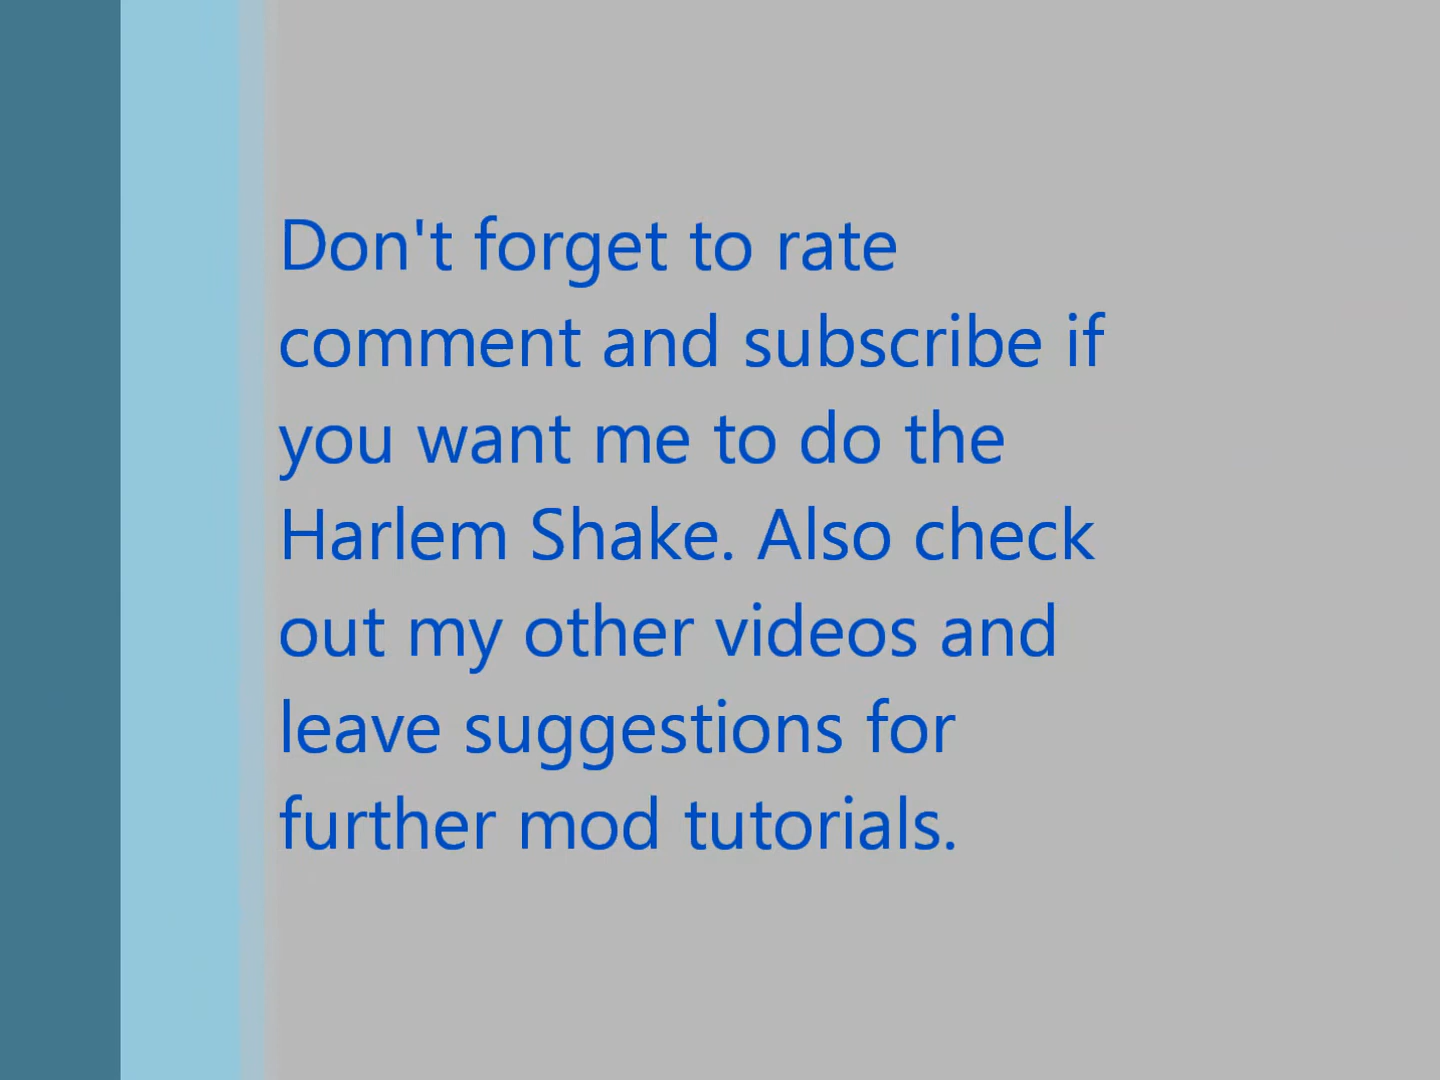 Don't forget to rate
comment and subscribe if
you want me to do the
Harlem Shake. Also check
out my other videos and
leave suggestions for
further mod tutorials.